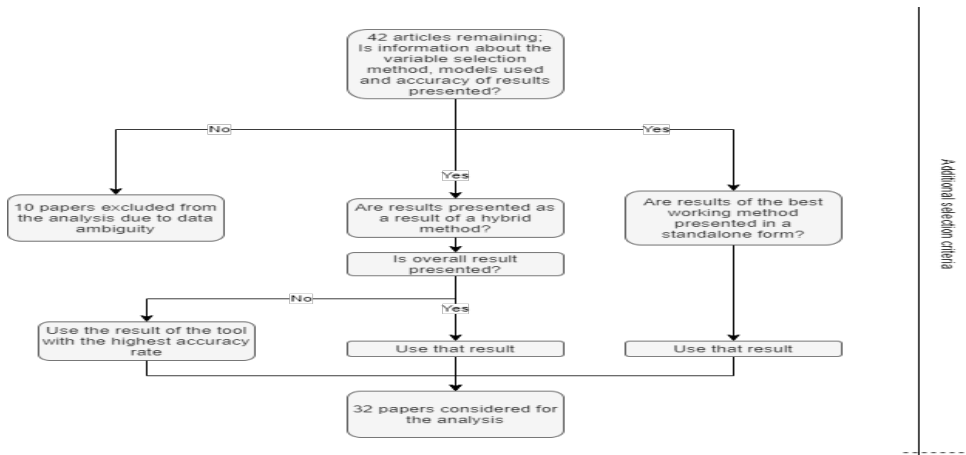 42 articles remaining;
Is information about the
variable selection
method, models used
and accuracy of results
presented?
No
Yes
Yes
10 papers excluded from
the analysis due to data
ambiguity
Are results presented as
a result of a hybrid
method?
Are results of the best
working method
presented in a
standalone form?
Is overall result
presented?
No
Yes
Use the result of the tool
with the highest accuracy
rate
Use that result
Use that result
32 papers considered for
the analysis
Additional selection criteria